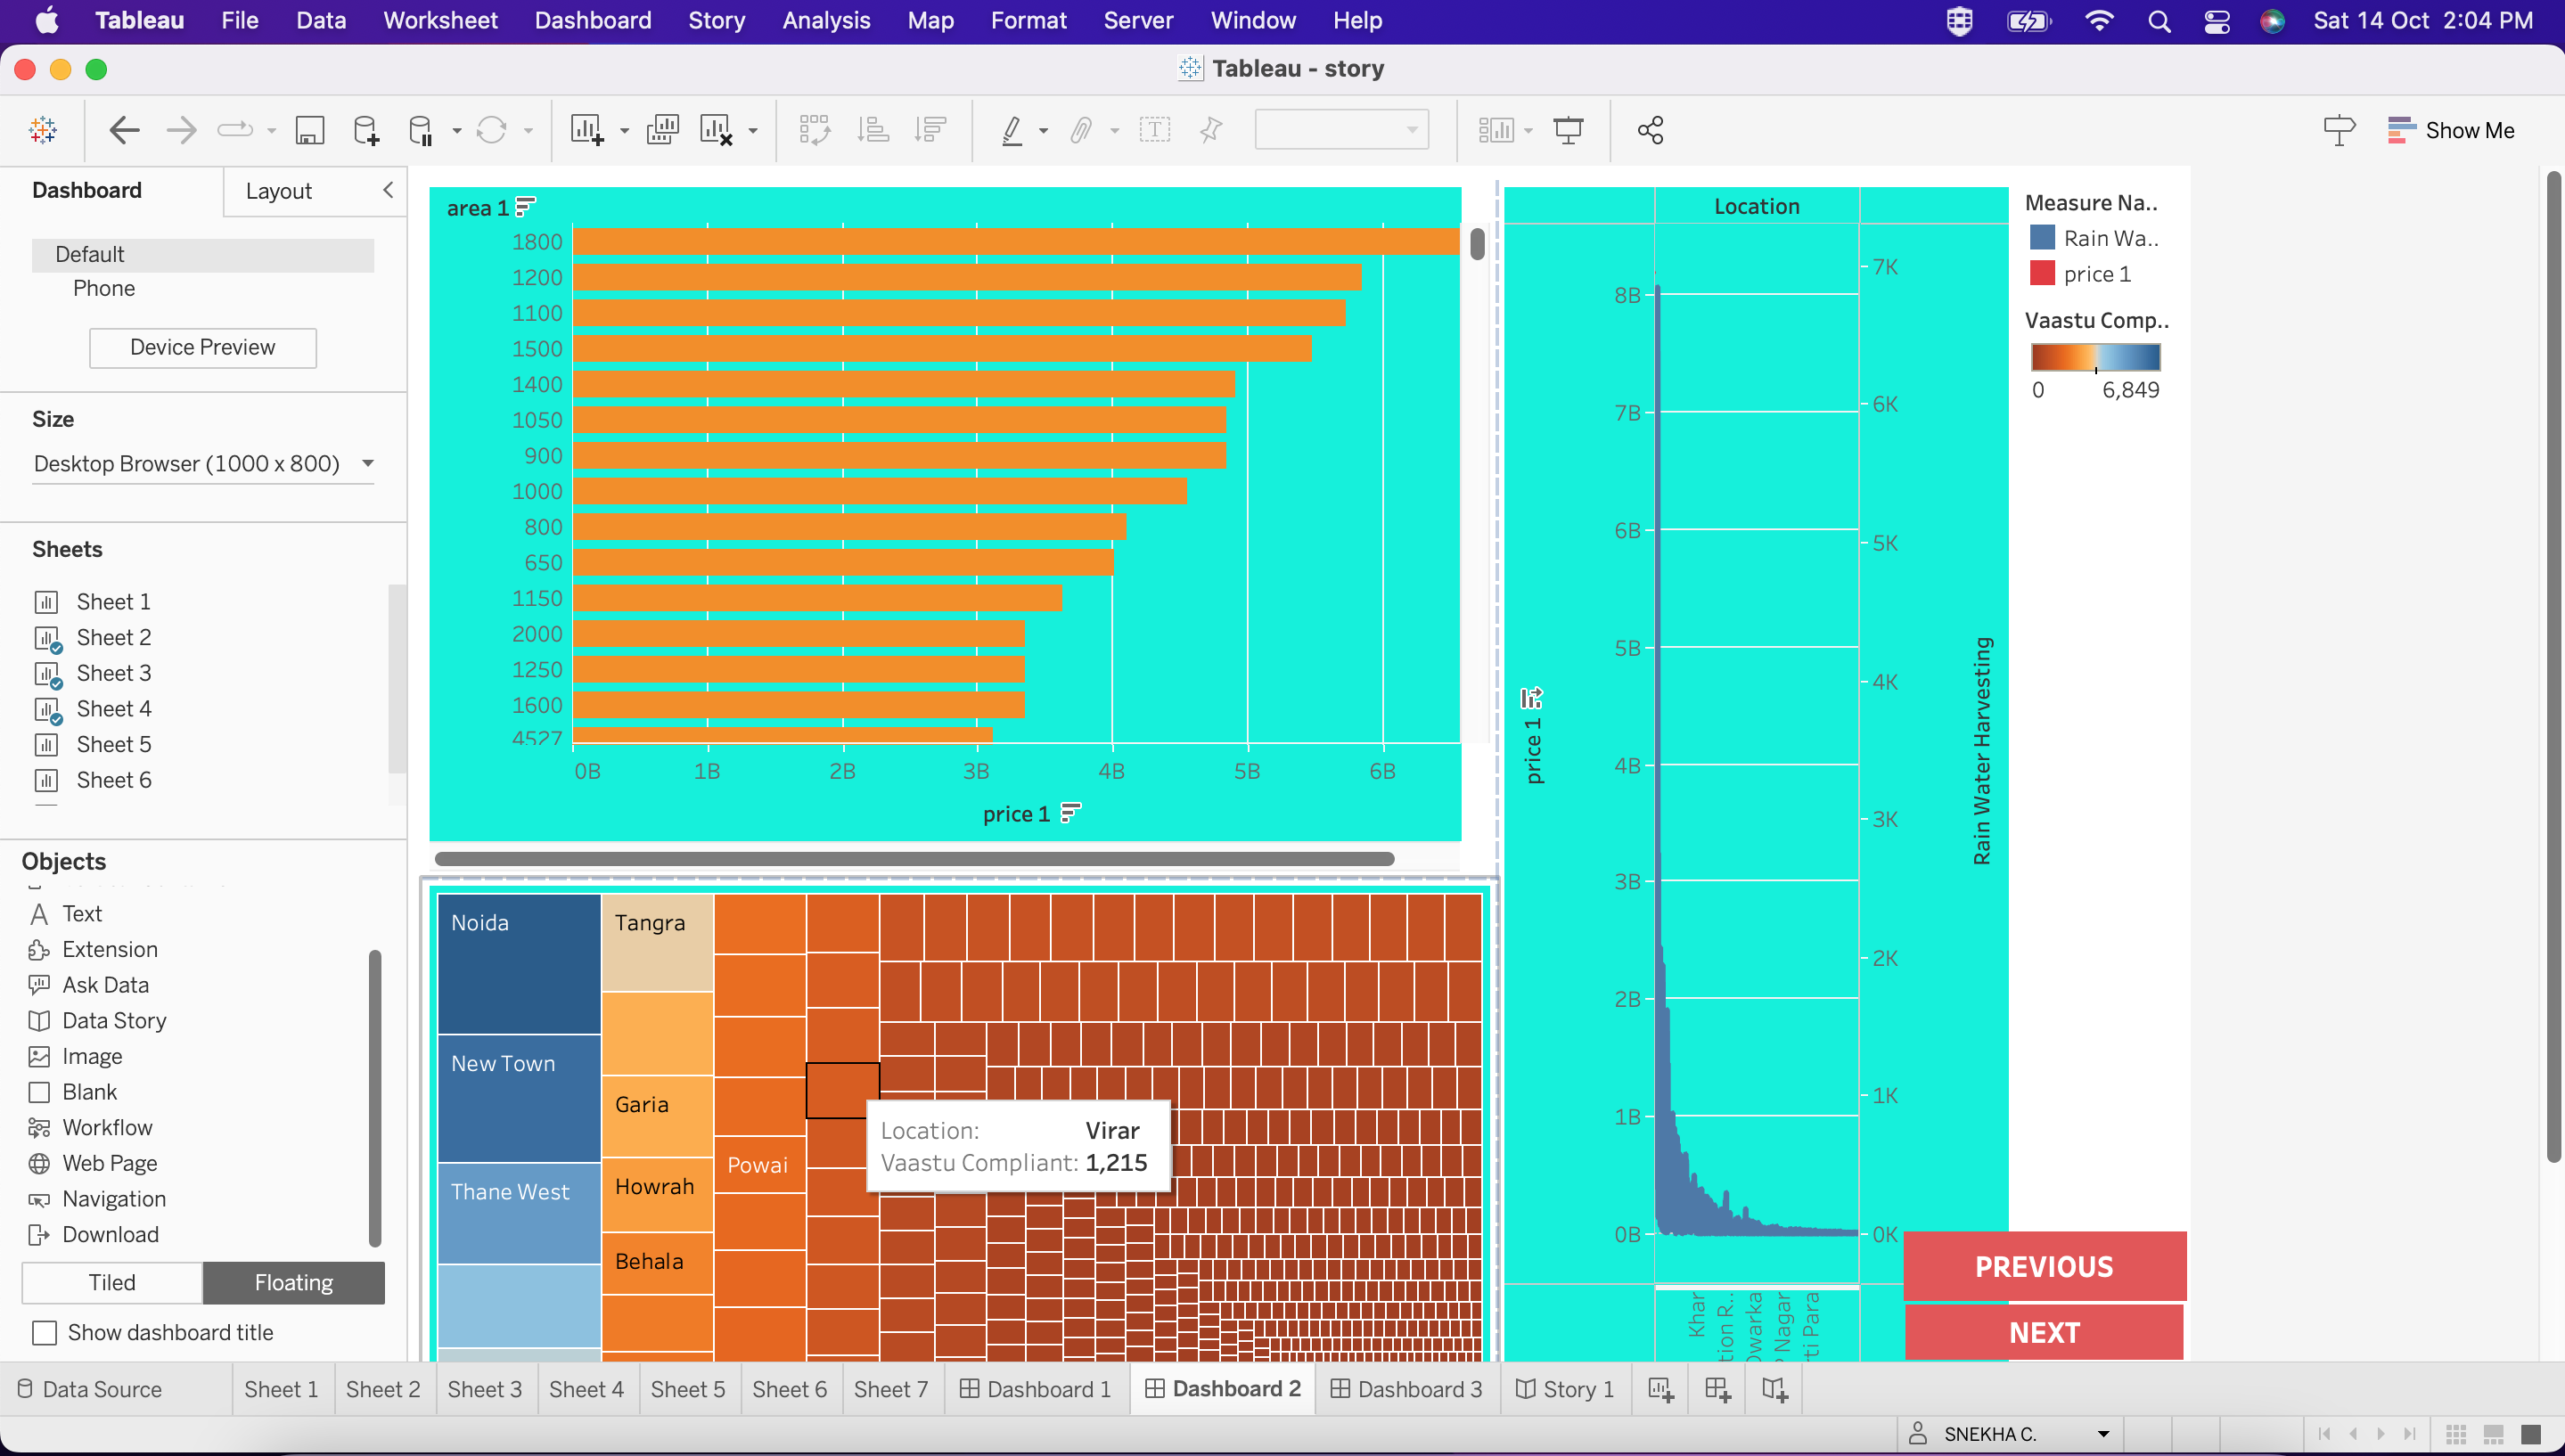 Tableau File Data Worksheet Dashboard Story Analysis Map Format Server Window Help Sat 14 Oct 2:04 PM
Tableau - story
Show Me
Dashboard Layout
Default
Phone
Device Preview
Size
Desktop Browser (1000 x 800)
Sheets
Sheet 1
Sheet 2
Sheet 3
Sheet 4
Sheet 5
Sheet 6
Objects
Text
Extension
Ask Data
Data Story
Image
Blank
Workflow
Web Page
Navigation
Download
Tiled Floating
Show dashboard title
area 1
1800
1200
1100
1500
1400
1050
900
1000
800
650
1150
2000
1250
1600
4527
0B 1B 2B 3B 4B 5B 6B
price 1
Noida
New Town
Thane West
Tangra
Garia
Howrah
Behala
Powai
Location: Virar
Vaastu Compliant: 1,215
Location
8B
7B
6B
5B
4B
3B
2B
1B
0B
price 1
7K
6K
5K
4K
3K
2K
1K
0K
Rain Water Harvesting
Khar
tion R..
Dwarka
Nagar
ti Para
Measure Na..
Rain Wa..
price 1
Vaastu Comp..
0 6,849
PREVIOUS
NEXT
Data Source Sheet 1 Sheet 2 Sheet 3 Sheet 4 Sheet 5 Sheet 6 Sheet 7 Dashboard 1 Dashboard 2 Dashboard 3 Story 1
SNEKHA C.